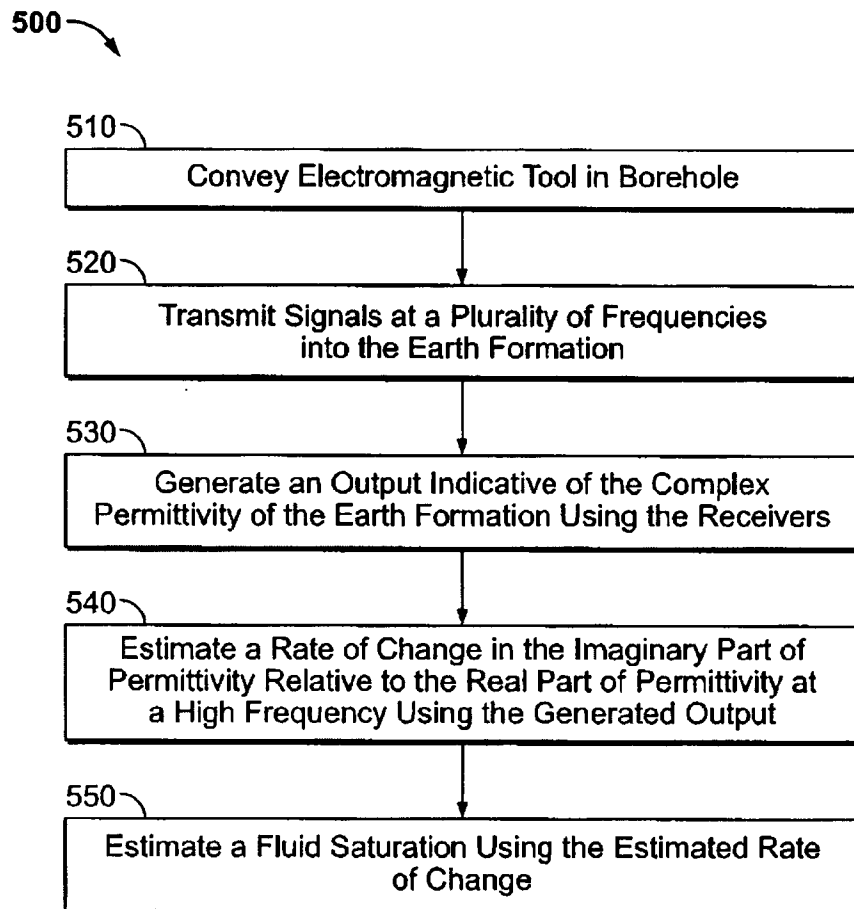 500
510
Convey Electromagnetic Tool in Borehole
520
Transmit Signals at a Plurality of Frequencies
into the Earth Formation
530
Generate an Output Indicative of the Complex
Permittivity of the Earth Formation Using the Receivers
540
Estimate a Rate of Change in the Imaginary Part of
Permittivity Relative to the Real Part of Permittivity at
a High Frequency Using the Generated Output
550
Estimate a Fluid Saturation Using the Estimated Rate
of Change